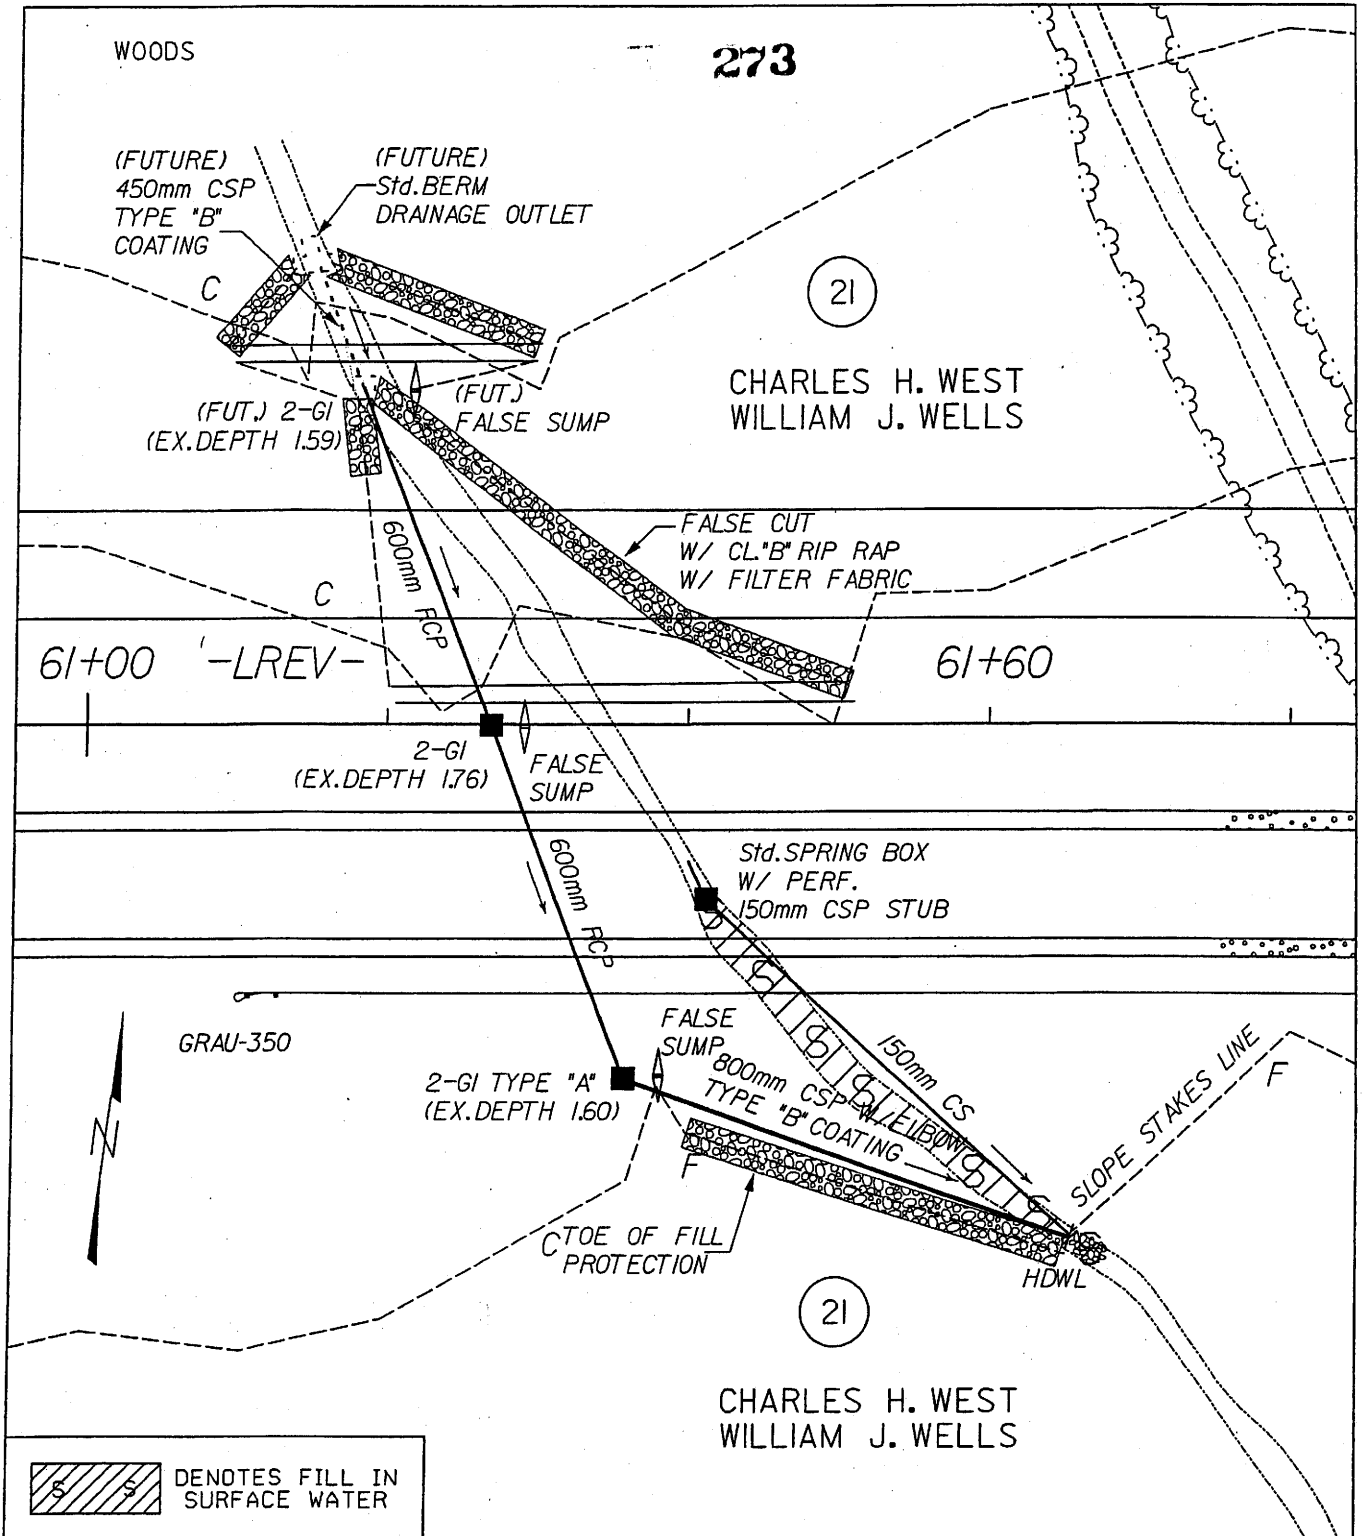 WOODS
273
(FUTURE)
450mm CSP
TYPE "B"
COATING
(FUTURE)
Std. BERM
DRAINAGE OUTLET
C
21
CHARLES H. WEST
WILLIAM J. WELLS
(FUT.) 2-GI
(EX. DEPTH 1.59)
(FUT.)
FALSE SUMP
600mm RCP
FALSE CUT
W/ CL. "B" RIP RAP
W/ FILTER FABRIC
C
61+00
-LREV-
61+60
2-GI
(EX. DEPTH 1.76)
FALSE
SUMP
600mm RCP
Std. SPRING BOX
W/ PERF.
150mm CSP STUB
S
S
S
S
S
S
GRAU-350
N
FALSE
SUMP
2-GI TYPE "A"
(EX. DEPTH 1.60)
800mm CSP W/ELBOW
TYPE "B" COATING
150mm CS
SLOPE STAKES LINE
F
F
C
TOE OF FILL
PROTECTION
HDWL
21
CHARLES H. WEST
WILLIAM J. WELLS
S S
DENOTES FILL IN
SURFACE WATER